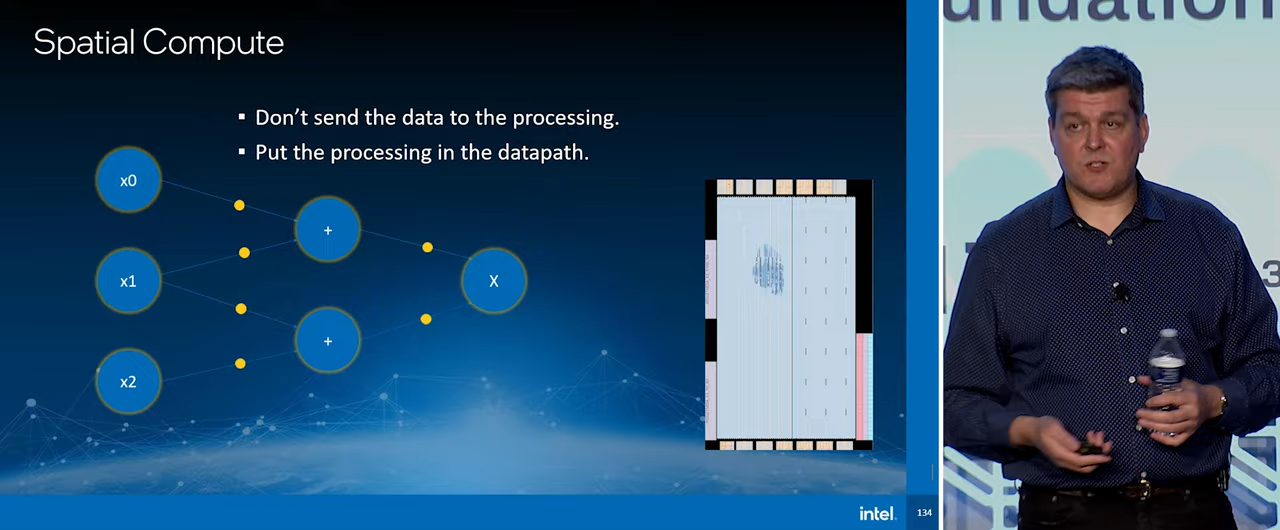 Spatial Compute
▪ Don’t send the data to the processing.
▪ Put the processing in the datapath.
x0
x1
x2
+
+
X
intel.
134
undation
3